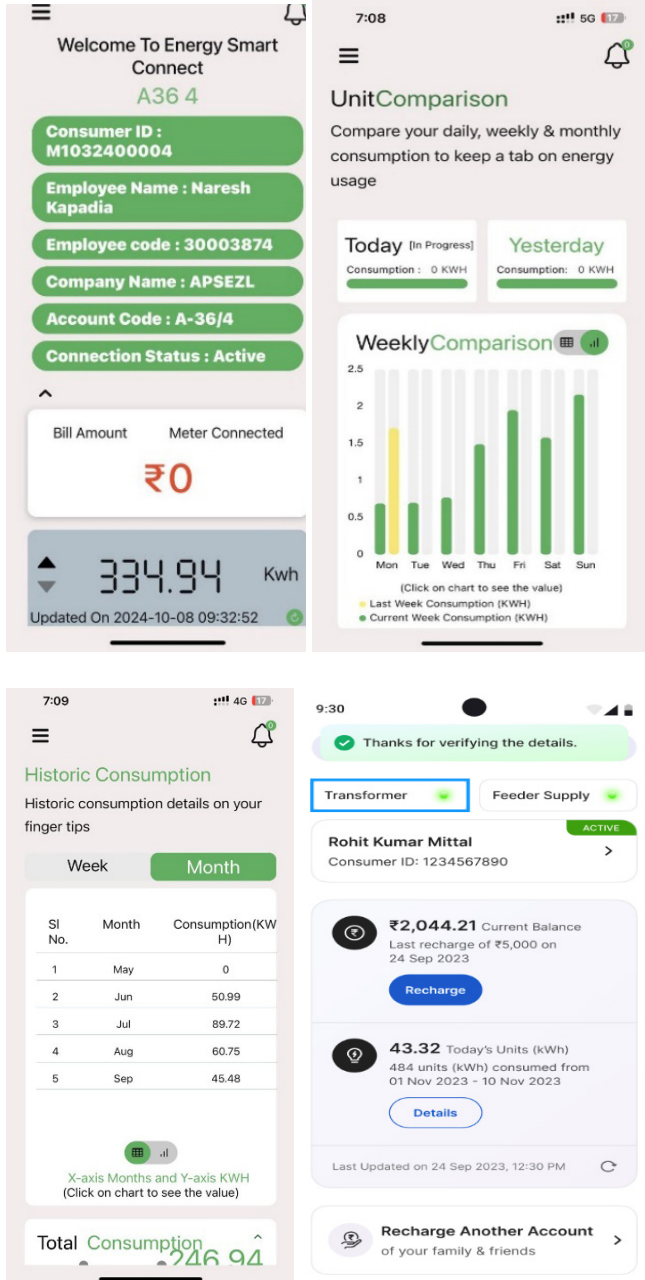 Welcome To Energy Smart
Connect
A36 4
Consumer ID :
M1032400004
Employee Name : Naresh
Kapadia
Employee code : 30003874
Company Name : APSEZL
Account Code : A-36/4
Connection Status : Active
Bill Amount Meter Connected
₹0
334.94 Kwh
Updated On 2024-10-08 09:32:52
7:08 5G 17
0
UnitComparison
Compare your daily, weekly & monthly
consumption to keep a tab on energy
usage
Today [In Progress]
Consumption : 0 KWH
Yesterday
Consumption: 0 KWH
WeeklyComparison
2.5
2
1.5
1
0.5
0
Mon Tue Wed Thu Fri Sat Sun
(Click on chart to see the value)
Last Week Consumption (KWH)
Current Week Consumption (KWH)
7:09 4G 17
0
Historic Consumption
Historic consumption details on your
finger tips
Week Month
Sl No. Month Consumption(KWH)
1 May 0
2 Jun 50.99
3 Jul 89.72
4 Aug 60.75
5 Sep 45.48
X-axis Months and Y-axis KWH
(Click on chart to see the value)
Total Consumption
246.94
9:30
Thanks for verifying the details.
Transformer Feeder Supply
ACTIVE
Rohit Kumar Mittal
Consumer ID: 1234567890
₹2,044.21 Current Balance
Last recharge of ₹5,000 on
24 Sep 2023
Recharge
43.32 Today's Units (kWh)
484 units (kWh) consumed from
01 Nov 2023 - 10 Nov 2023
Details
Last Updated on 24 Sep 2023, 12:30 PM
Recharge Another Account
of your family & friends